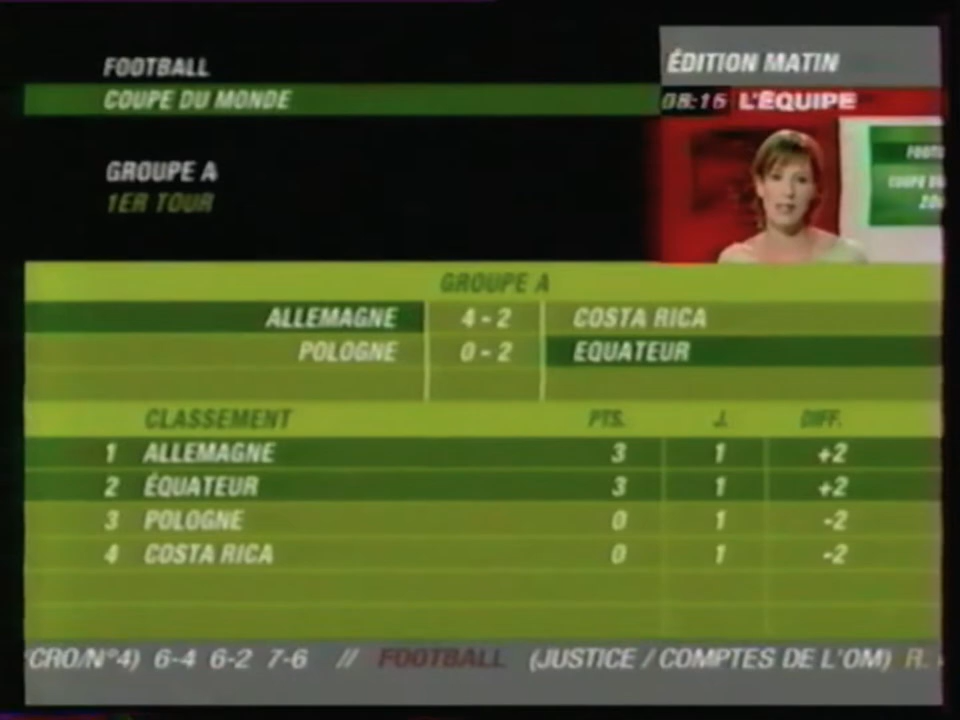 FOOTBALL
COUPE DU MONDE
ÉDITION MATIN
08:15 L'ÉQUIPE
GROUPE A
1ER TOUR
GROUPE A
ALLEMAGNE 4 - 2 COSTA RICA
POLOGNE 0 - 2 EQUATEUR
CLASSEMENT PTS. J. DIFF.
1 ALLEMAGNE 3 1 +2
2 ÉQUATEUR 3 1 +2
3 POLOGNE 0 1 -2
4 COSTA RICA 0 1 -2
CRO/N°4) 6-4 6-2 7-6 // FOOTBALL (JUSTICE / COMPTES DE L'OM) R.